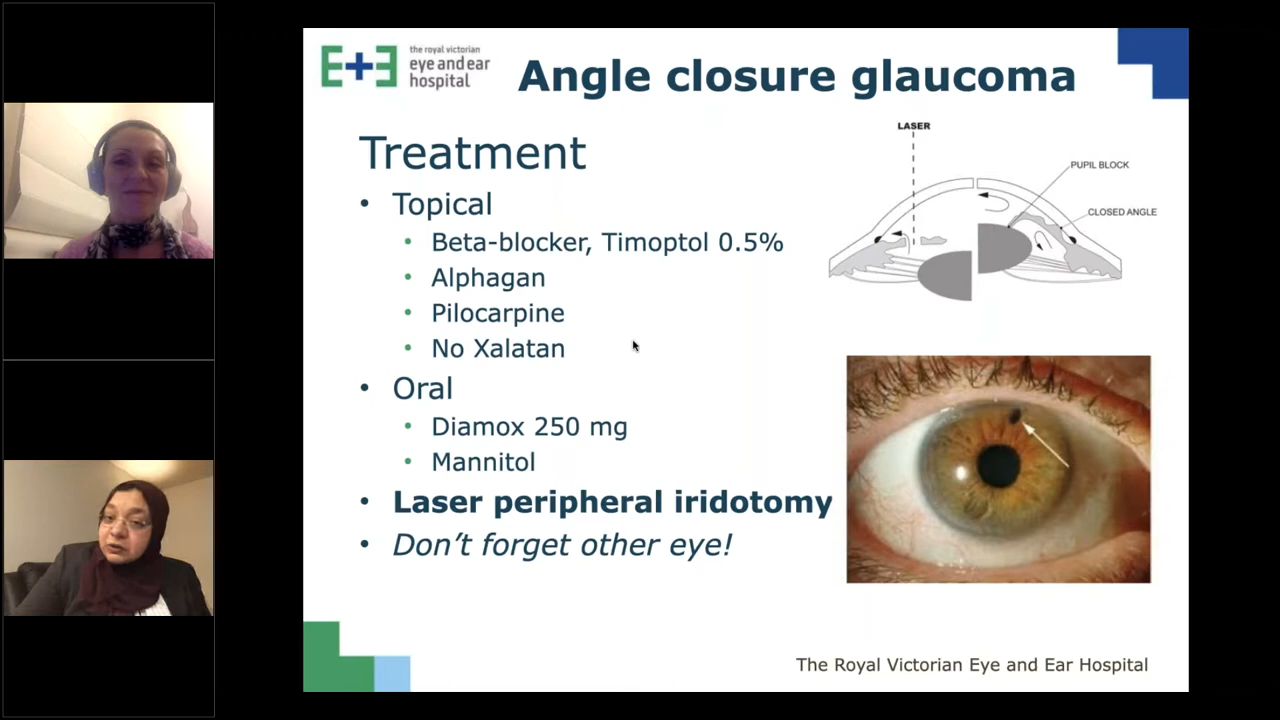 E+E
the royal victorian
eye and ear
hospital
Angle closure glaucoma
Treatment
• Topical
• Beta-blocker, Timoptol 0.5%
• Alphagan
• Pilocarpine
• No Xalatan
• Oral
• Diamox 250 mg
• Mannitol
• Laser peripheral iridotomy
• Don’t forget other eye!
LASER
PUPIL BLOCK
CLOSED ANGLE
The Royal Victorian Eye and Ear Hospital